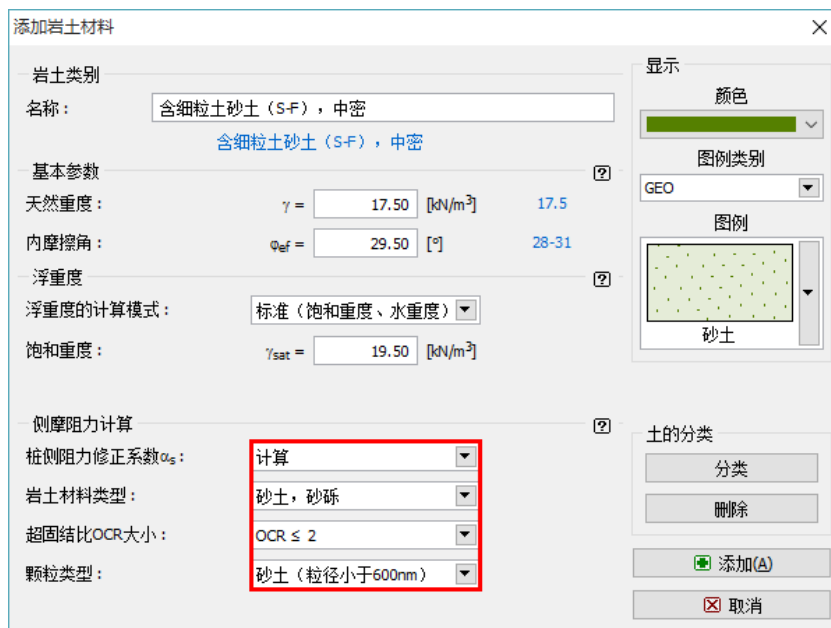 添加岩土材料
岩土类别
名称： 含细粒土砂土（S-F），中密
含细粒土砂土（S-F），中密
基本参数
天然重度： γ = 17.50 [kN/m³] 17.5
内摩擦角： φef = 29.50 [°] 28-31
浮重度
浮重度的计算模式： 标准（饱和重度、水重度）
饱和重度： γsat = 19.50 [kN/m³]
侧摩阻力计算
桩侧阻力修正系数αs： 计算
岩土材料类型： 砂土，砂砾
超固结比OCR大小： OCR ≤ 2
颗粒类型： 砂土（粒径小于600nm）
显示
颜色
图例类别
GEO
图例
砂土
土的分类
分类
删除
添加(A)
取消